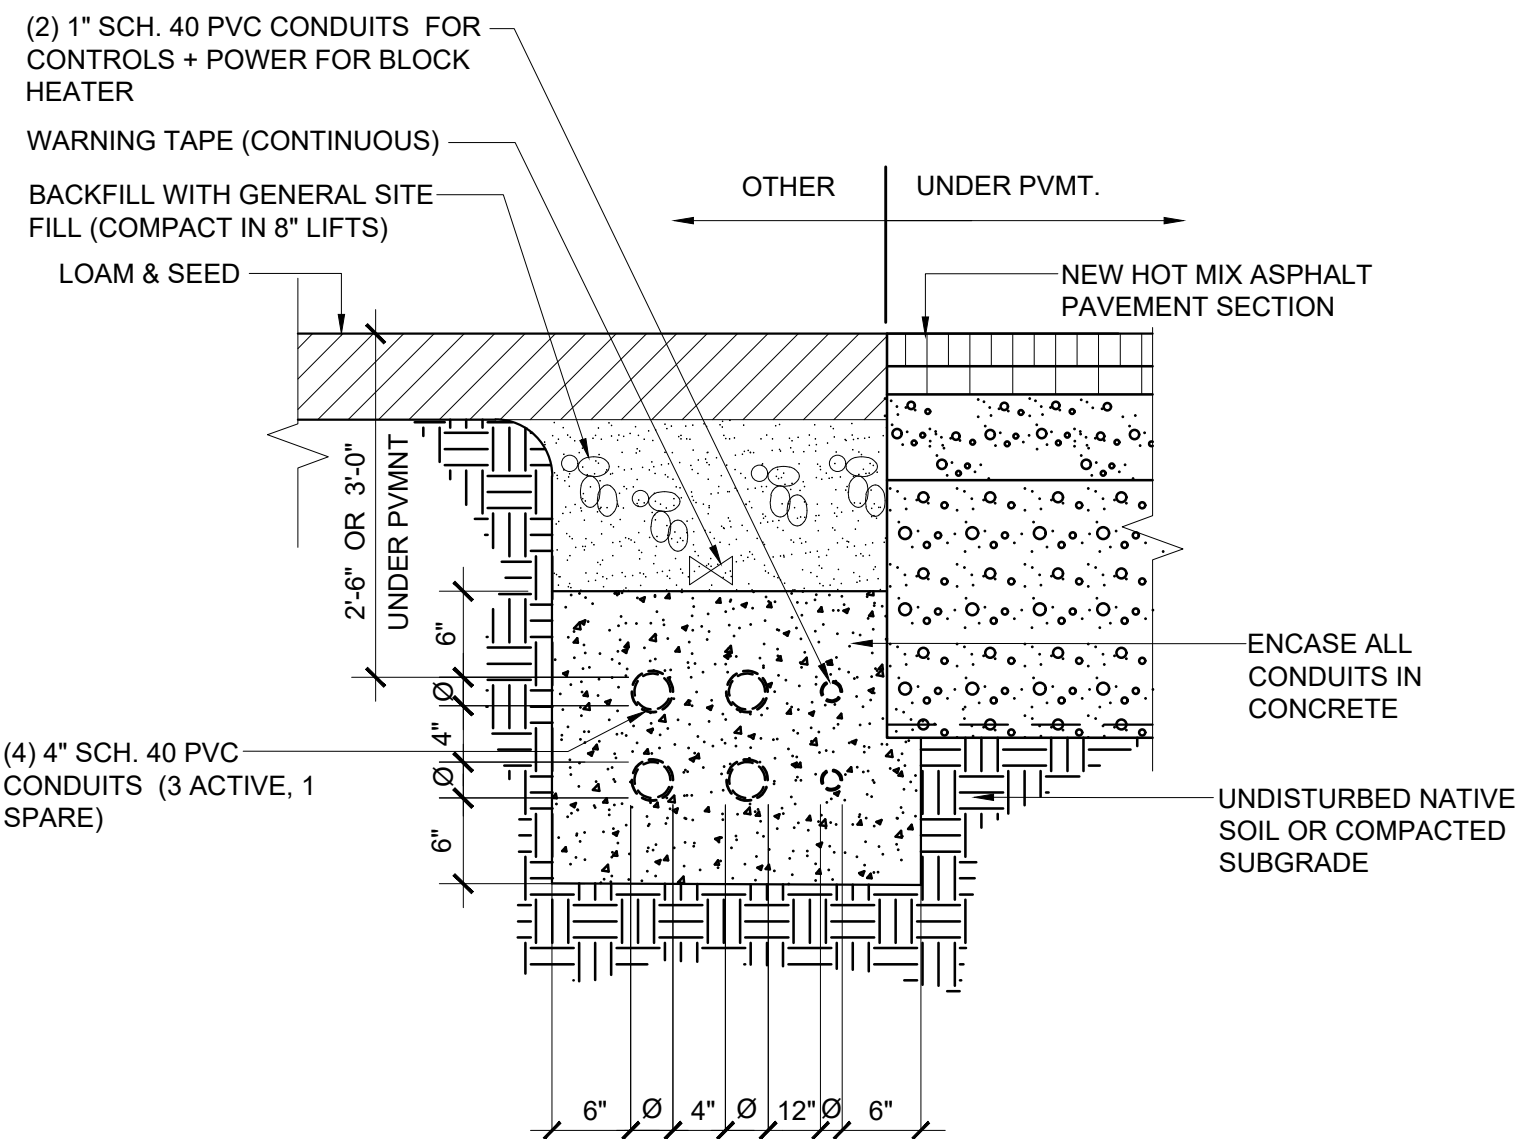 (2) 1" SCH. 40 PVC CONDUITS FOR
CONTROLS + POWER FOR BLOCK
HEATER
WARNING TAPE (CONTINUOUS)
BACKFILL WITH GENERAL SITE
FILL (COMPACT IN 8" LIFTS)
LOAM & SEED
OTHER
UNDER PVMT.
NEW HOT MIX ASPHALT
PAVEMENT SECTION
2'-6" OR 3'-0"
UNDER PVMNT
6"
Ø
4"
Ø
6"
ENCASE ALL
CONDUITS IN
CONCRETE
(4) 4" SCH. 40 PVC
CONDUITS (3 ACTIVE, 1
SPARE)
UNDISTURBED NATIVE
SOIL OR COMPACTED
SUBGRADE
6" Ø 4" Ø 12" Ø 6"